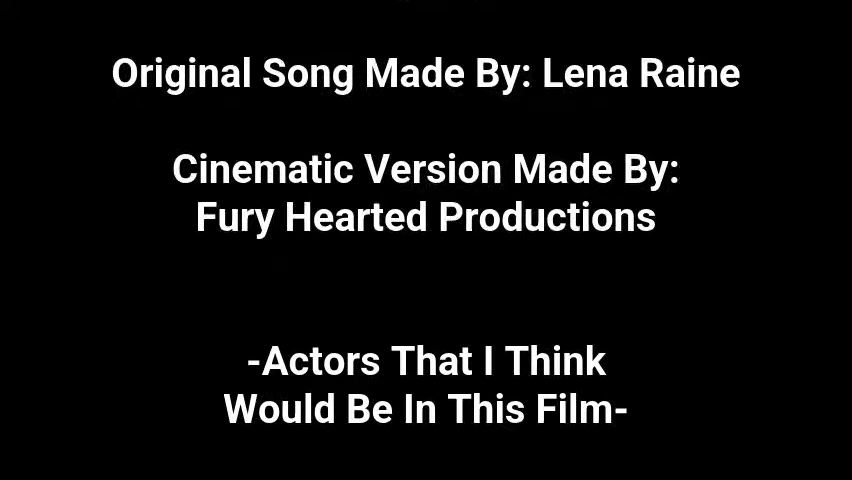 Original Song Made By: Lena Raine
Cinematic Version Made By:
Fury Hearted Productions
-Actors That I Think
Would Be In This Film-